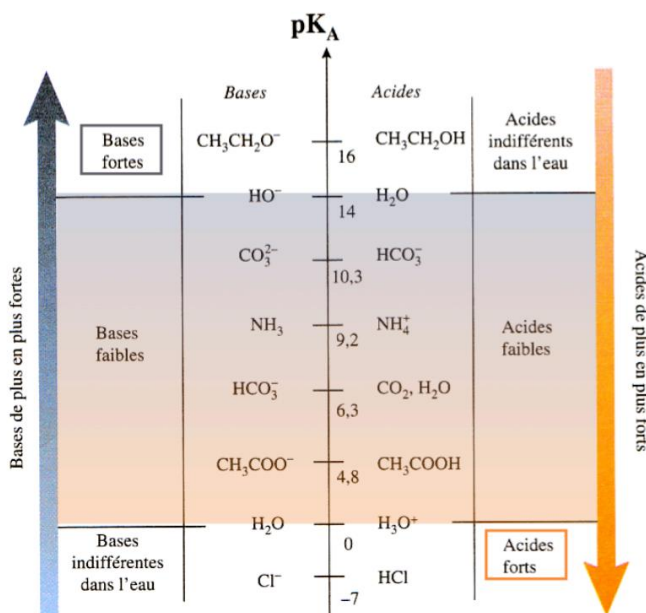 pK_A
Bases
Acides
Bases
fortes
CH₃CH₂O⁻
16
CH₃CH₂OH
Acides
indifférents
dans l'eau
HO⁻
14
H₂O
CO₃²⁻
10,3
HCO₃⁻
Bases
faibles
NH₃
9,2
NH₄⁺
Acides
faibles
HCO₃⁻
6,3
CO₂, H₂O
CH₃COO⁻
4,8
CH₃COOH
H₂O
0
H₃O⁺
Bases
indifférentes
dans l'eau
Cl⁻
–7
HCl
Acides
forts
Bases de plus en plus fortes
Acides de plus en plus forts